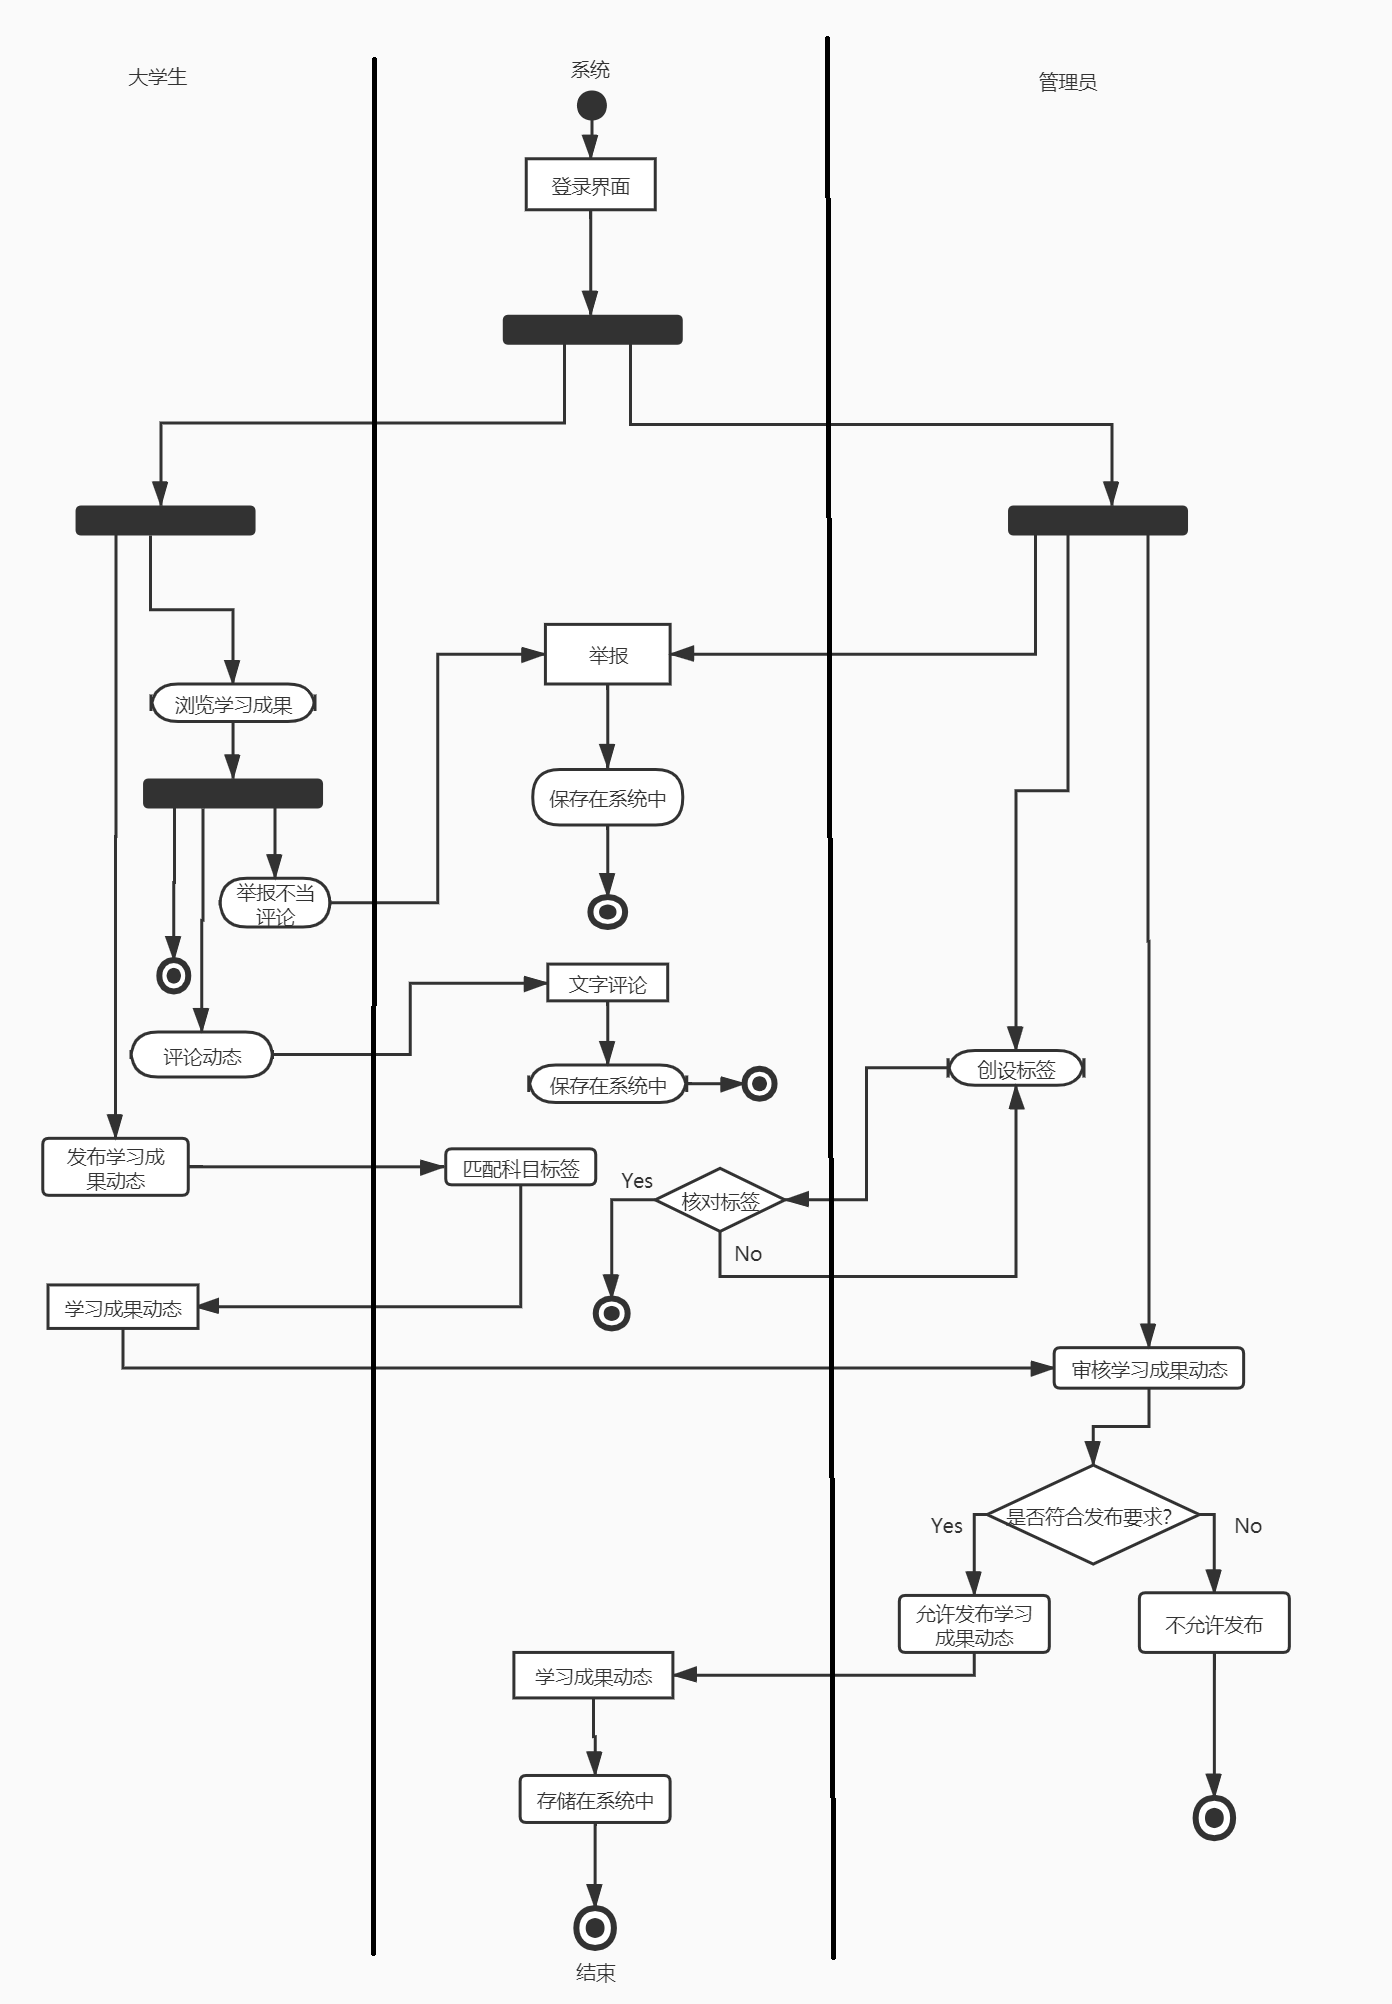 大学生
系统
管理员
登录界面
举报
浏览学习成果
保存在系统中
举报不当
评论
文字评论
评论动态
保存在系统中
创设标签
发布学习成
果动态
匹配科目标签
Yes
核对标签
No
学习成果动态
审核学习成果动态
是否符合发布要求?
Yes
No
允许发布学习
成果动态
不允许发布
学习成果动态
存储在系统中
结束